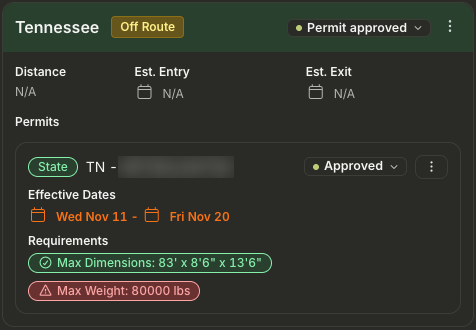 Tennessee Off Route Permit approved
Distance Est. Entry Est. Exit
N/A N/A N/A
Permits
State TN - Approved
Effective Dates
Wed Nov 11 - Fri Nov 20
Requirements
Max Dimensions: 83' x 8'6" x 13'6"
Max Weight: 80000 lbs